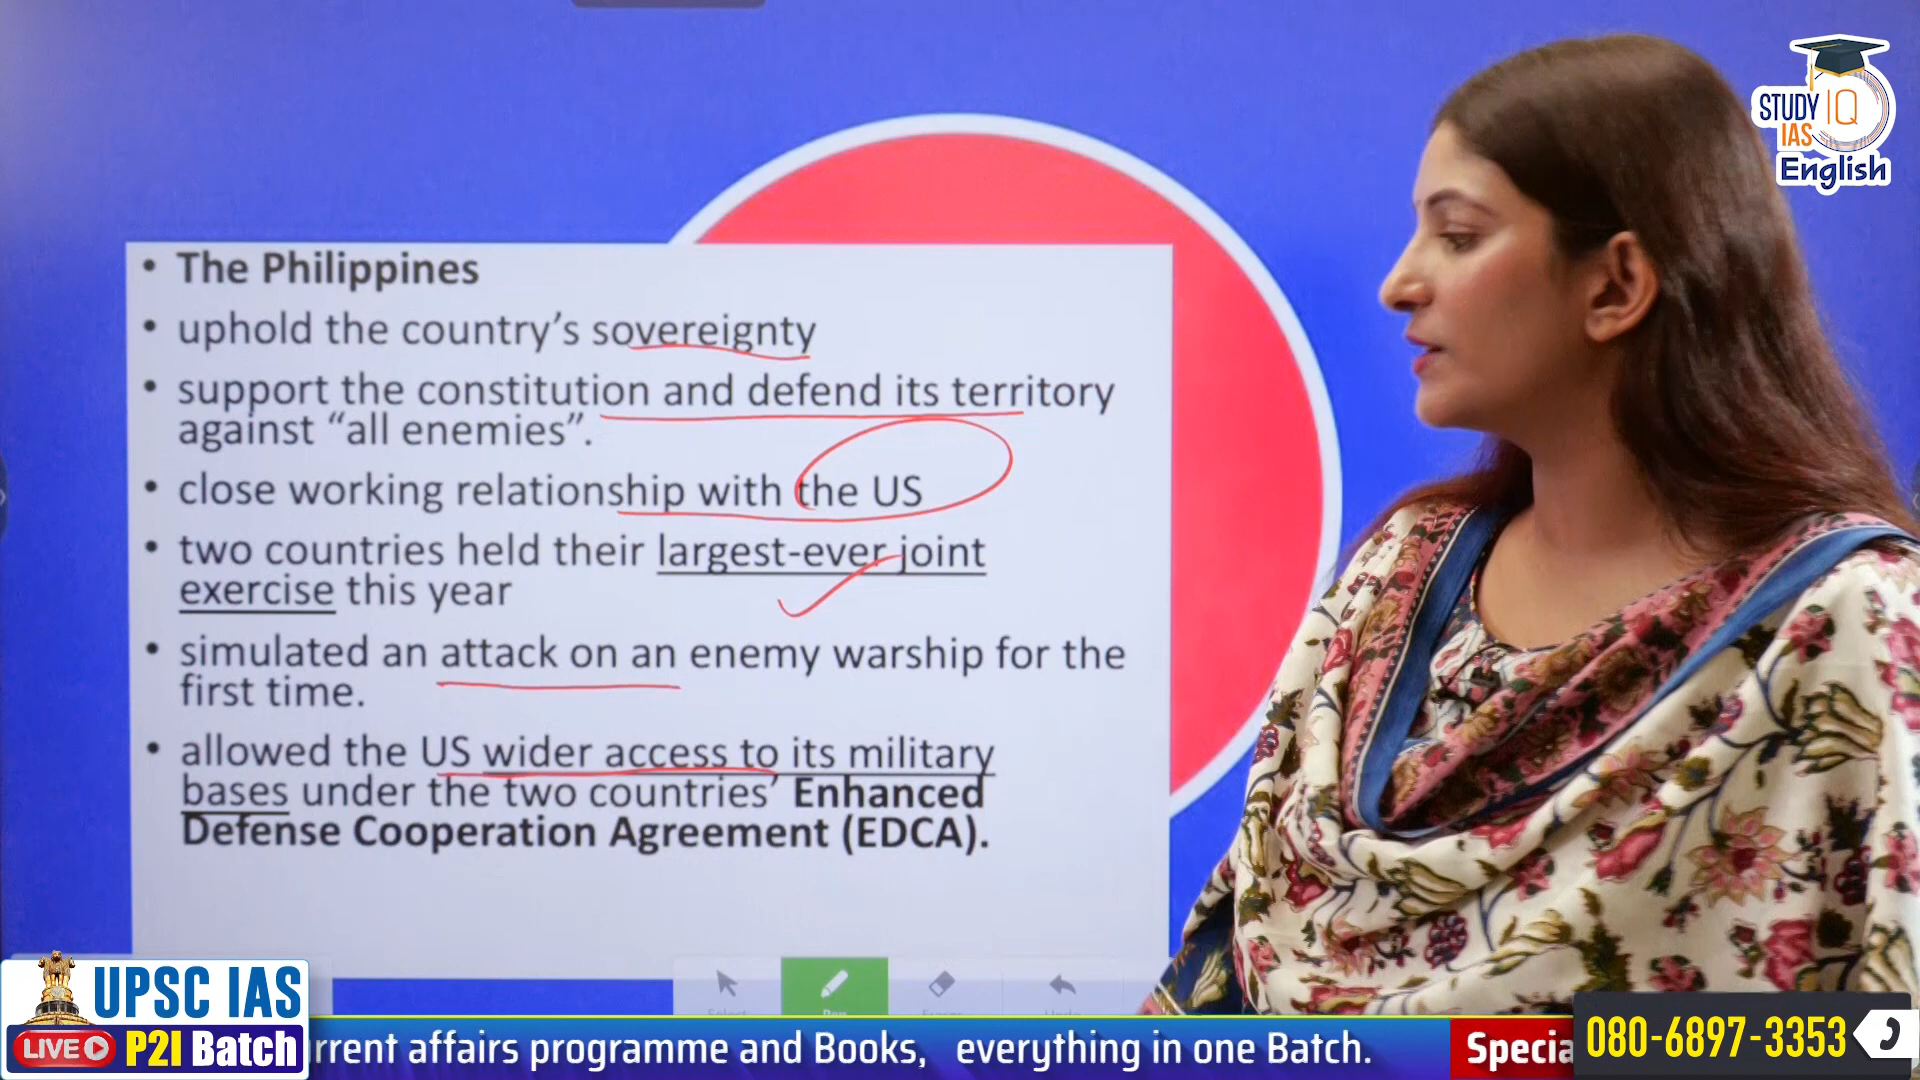 STUDY IQ
IAS
English
• The Philippines
• uphold the country’s sovereignty
• support the constitution and defend its territory
against “all enemies”.
• close working relationship with the US
• two countries held their largest-ever joint
exercise this year
• simulated an attack on an enemy warship for the
first time.
• allowed the US wider access to its military
bases under the two countries’ Enhanced
Defense Cooperation Agreement (EDCA).
UPSC IAS
LIVE P2I Batch
rrent affairs programme and Books, everything in one Batch.
Specia
080-6897-3353